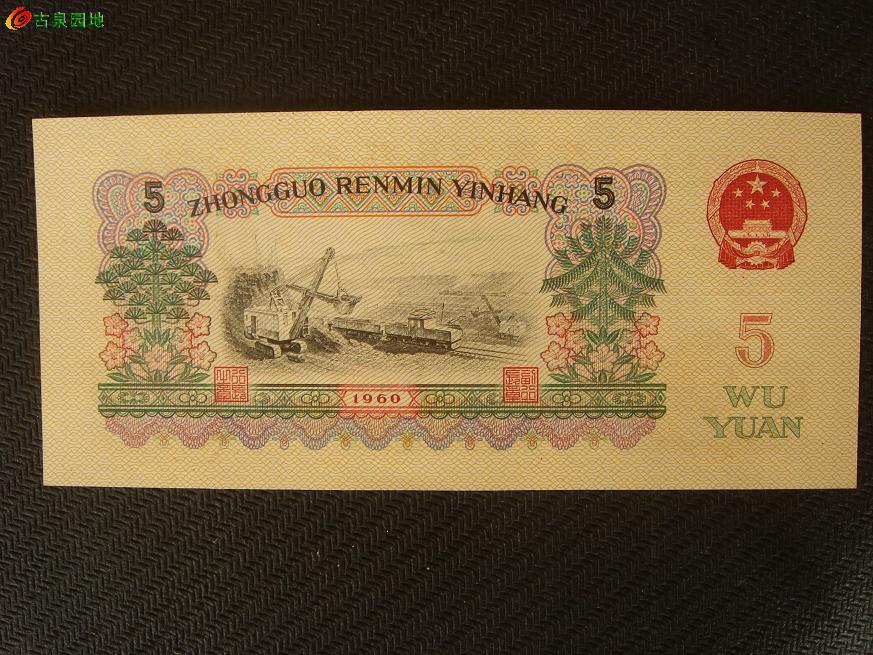 古泉园地
5 ZHONGGUO RENMIN YINHANG 5
1960
5
WU
YUAN